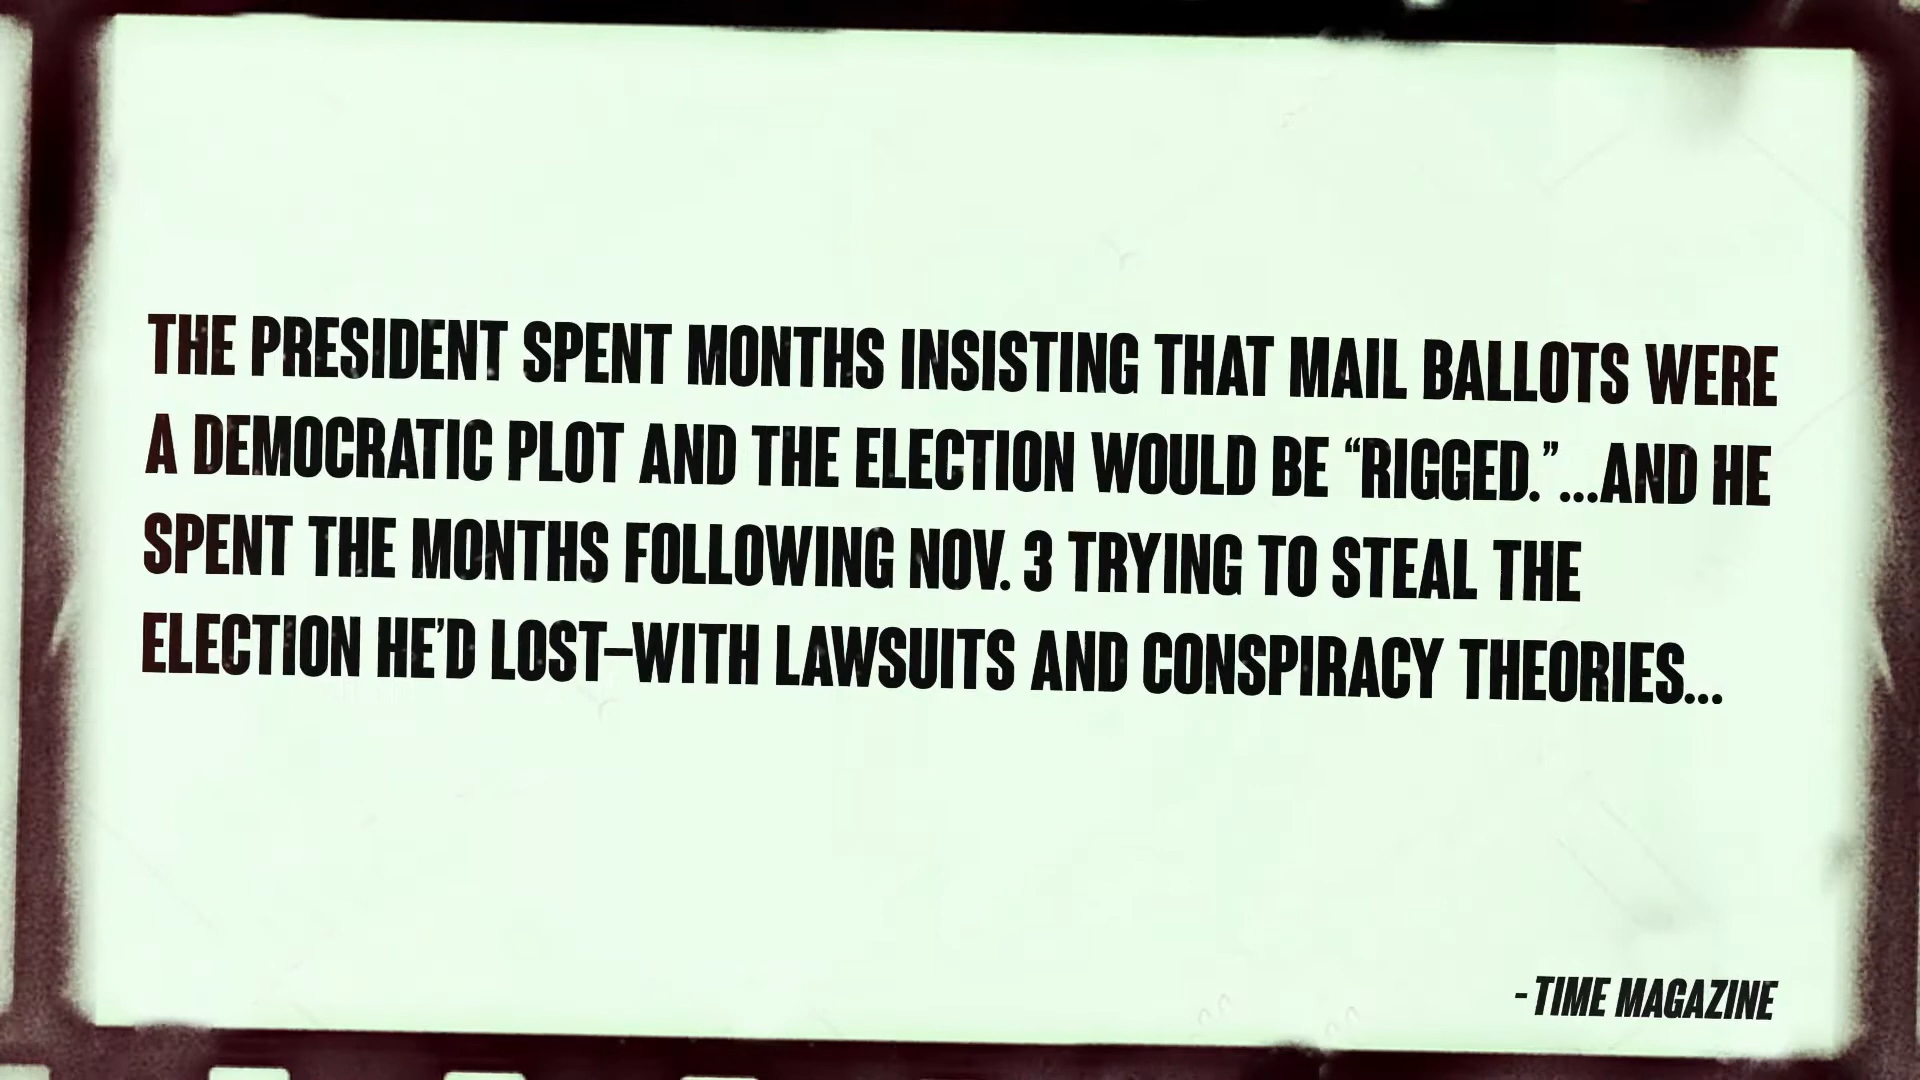 THE PRESIDENT SPENT MONTHS INSISTING THAT MAIL BALLOTS WERE
A DEMOCRATIC PLOT AND THE ELECTION WOULD BE “RIGGED.”...AND HE
SPENT THE MONTHS FOLLOWING NOV. 3 TRYING TO STEAL THE
ELECTION HE’D LOST–WITH LAWSUITS AND CONSPIRACY THEORIES...
- TIME MAGAZINE